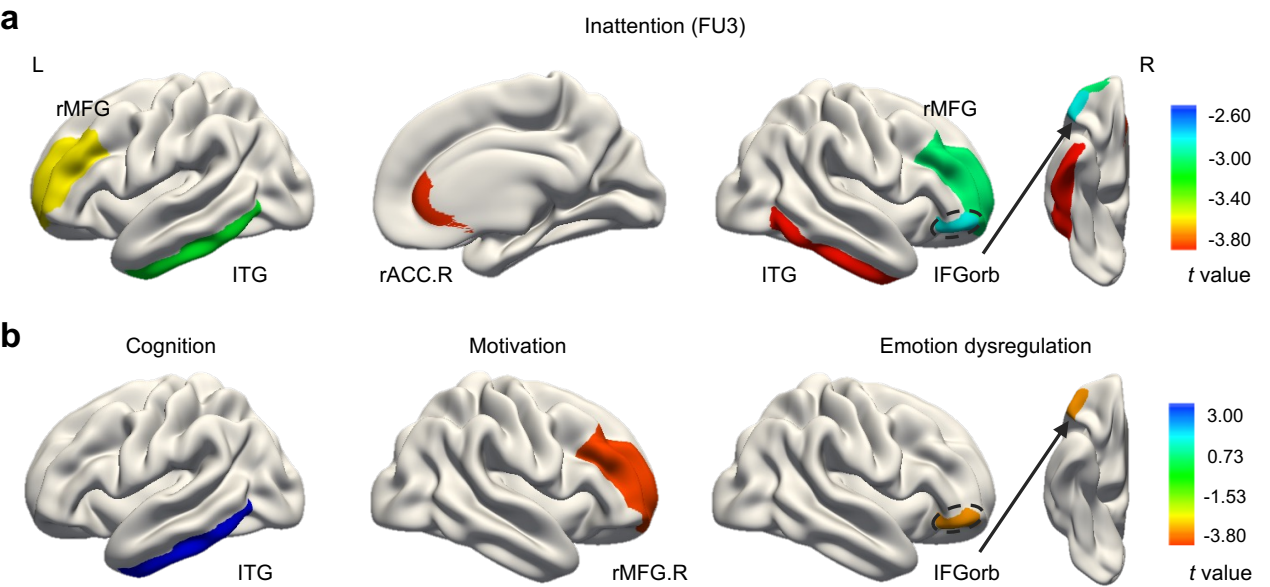 a
Inattention (FU3)
L
R
rMFG
rMFG
ITG
rACC.R
ITG
IFGorb
-2.60
-3.00
-3.40
-3.80
t value
b
Cognition
Motivation
Emotion dysregulation
ITG
rMFG.R
IFGorb
3.00
0.73
-1.53
-3.80
t value